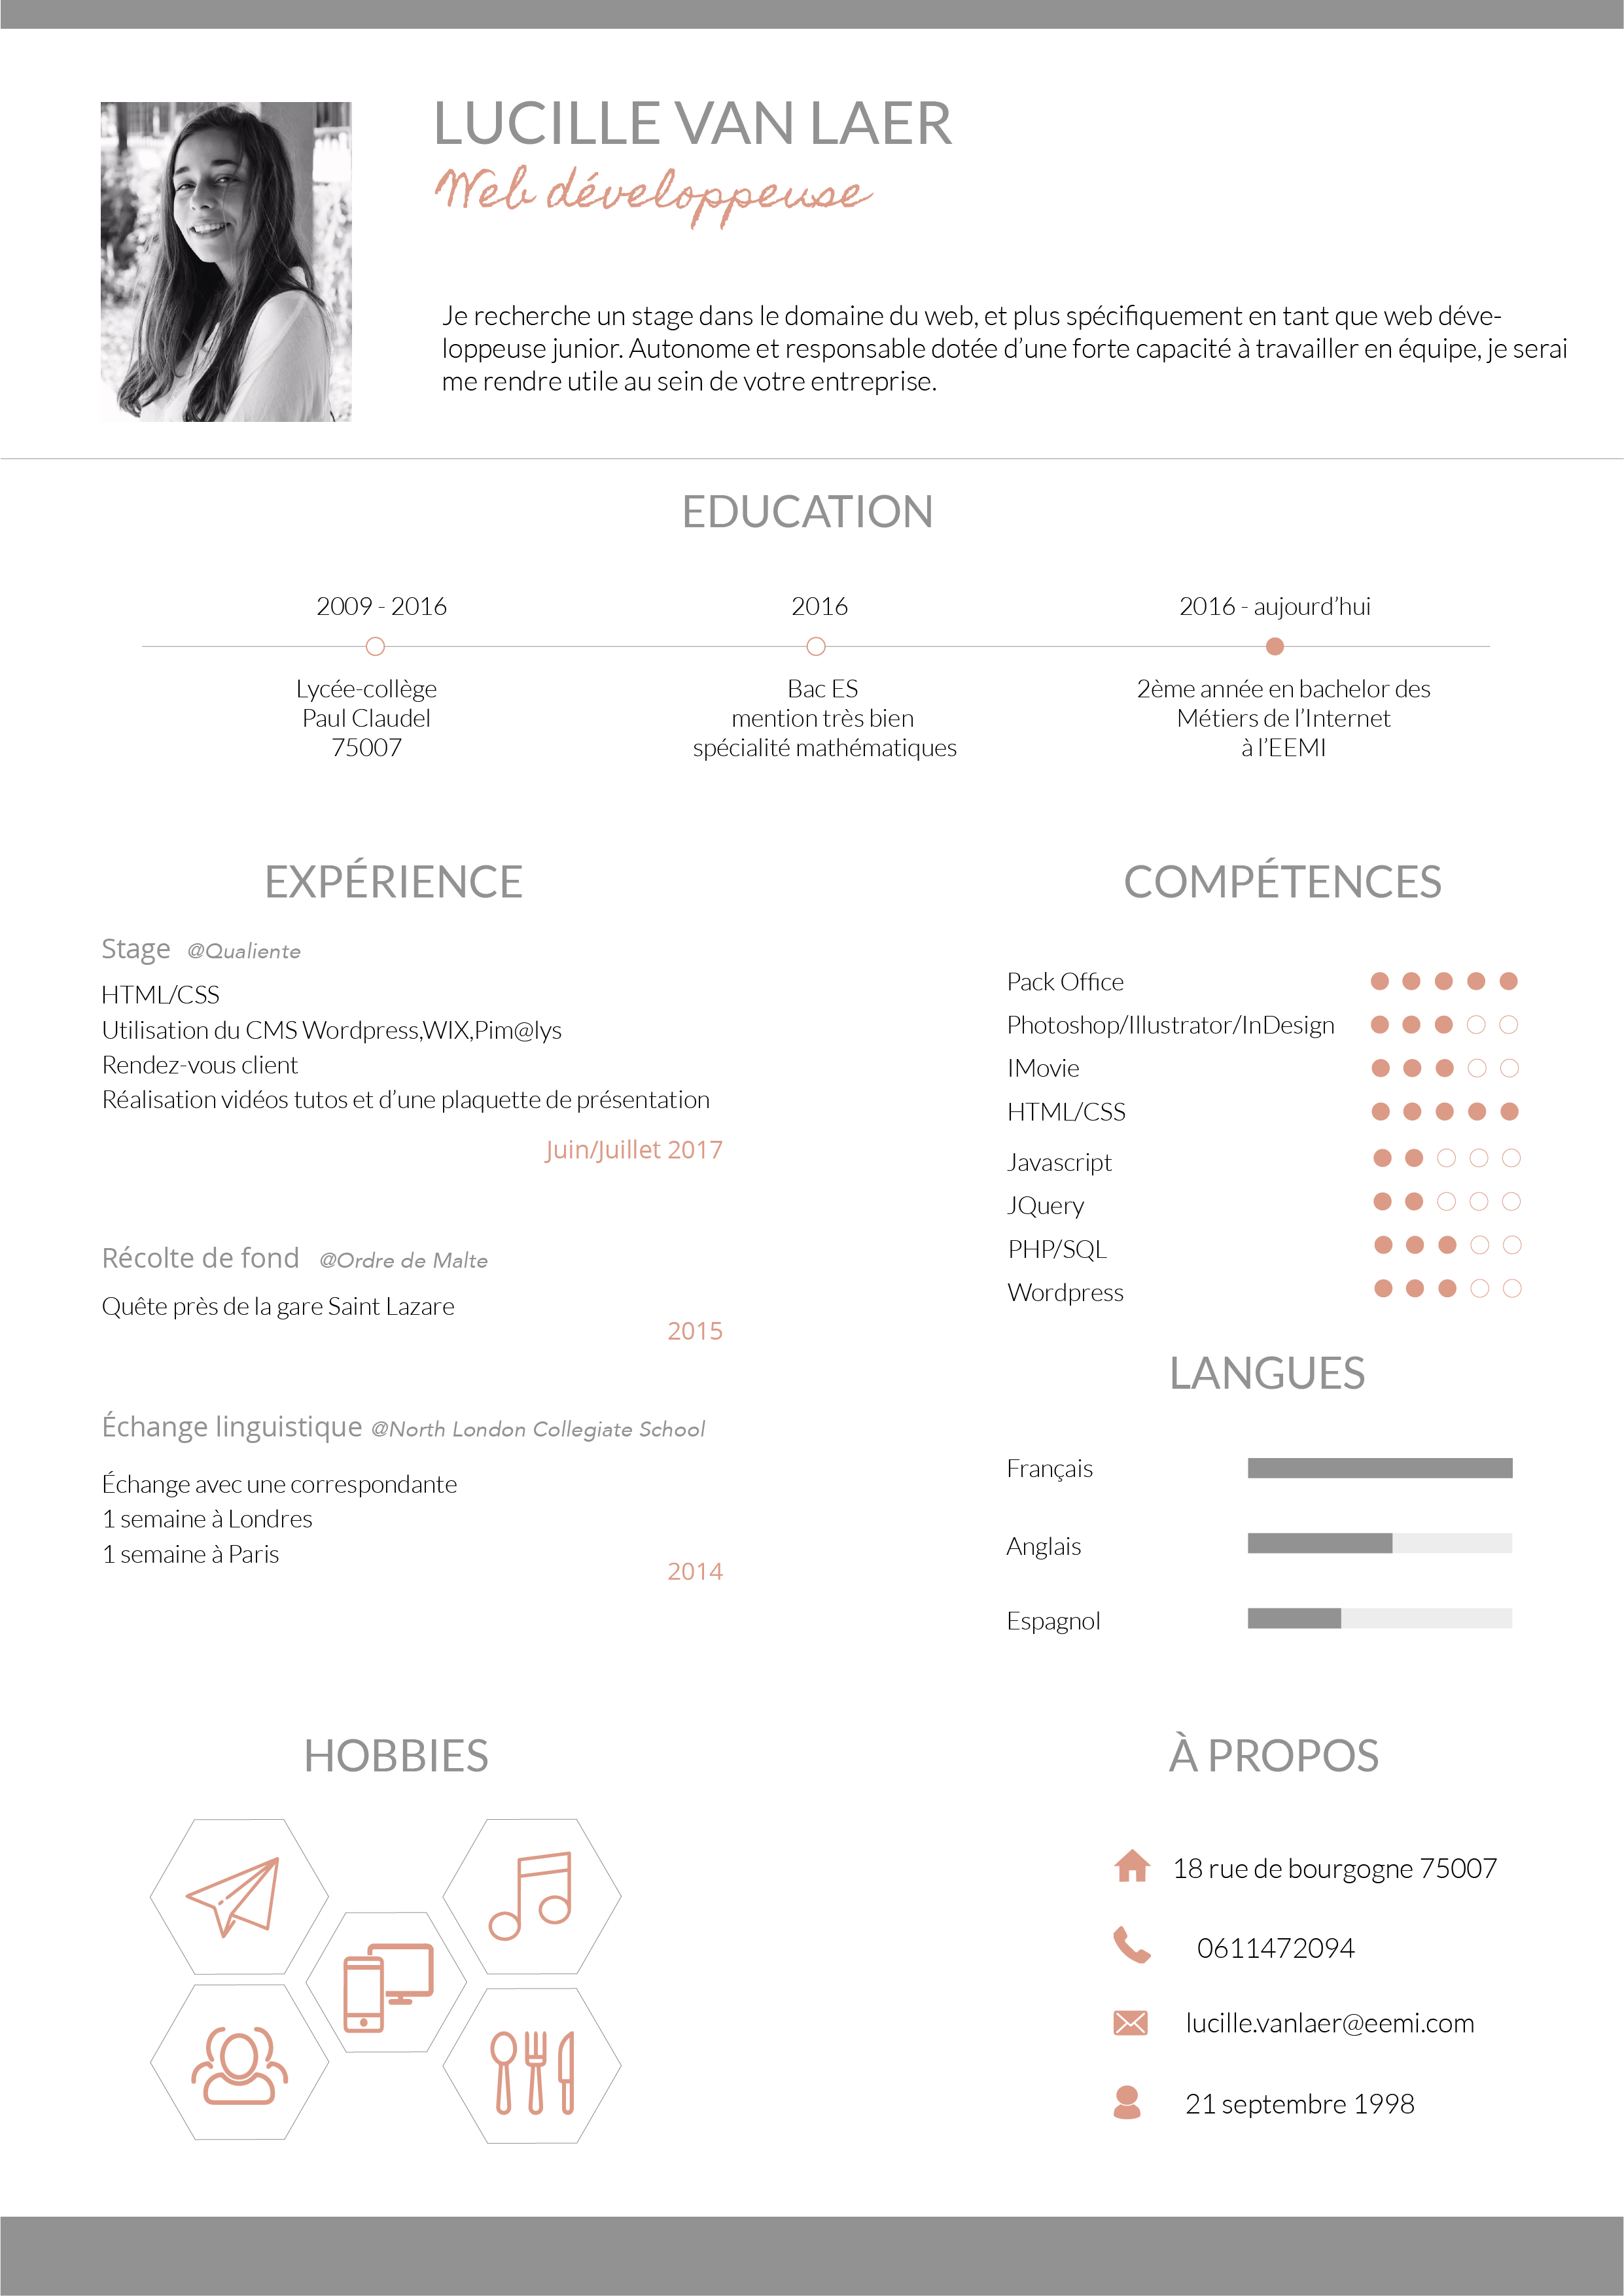 LUCILLE VAN LAER
Web développeuse
Je recherche un stage dans le domaine du web, et plus spécifiquement en tant que web déve-
loppeuse junior. Autonome et responsable dotée d’une forte capacité à travailler en équipe, je serai
me rendre utile au sein de votre entreprise.
EDUCATION
2009 - 2016
Lycée-collège
Paul Claudel
75007
2016
Bac ES
mention très bien
spécialité mathématiques
2016 - aujourd’hui
2ème année en bachelor des
Métiers de l’Internet
à l’EEMI
EXPÉRIENCE
Stage @Qualiente
HTML/CSS
Utilisation du CMS Wordpress,WIX,Pim@lys
Rendez-vous client
Réalisation vidéos tutos et d’une plaquette de présentation
Juin/Juillet 2017
Récolte de fond @Ordre de Malte
Quête près de la gare Saint Lazare
2015
Échange linguistique @North London Collegiate School
Échange avec une correspondante
1 semaine à Londres
1 semaine à Paris
2014
COMPÉTENCES
Pack Office
Photoshop/Illustrator/InDesign
IMovie
HTML/CSS
Javascript
JQuery
PHP/SQL
Wordpress
LANGUES
Français
Anglais
Espagnol
HOBBIES
À PROPOS
18 rue de bourgogne 75007
0611472094
lucille.vanlaer@eemi.com
21 septembre 1998